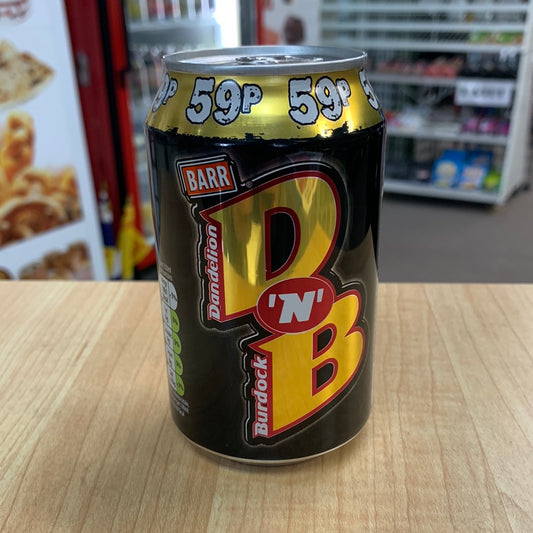 59P 59P
BARR
Dandelion
D
'N'
B
Burdock